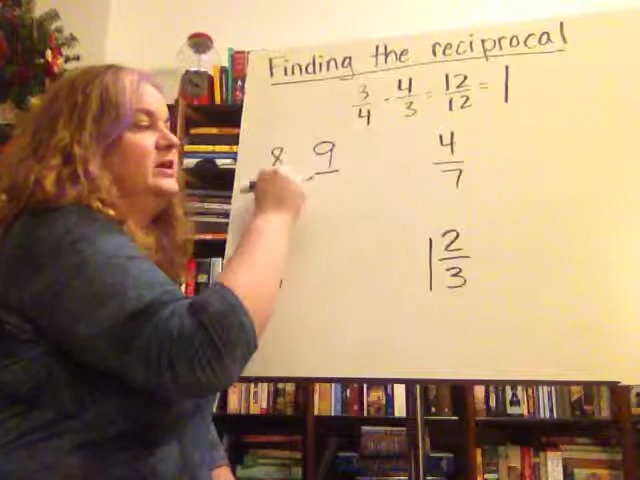 Finding the reciprocal
3/4 · 4/3 = 12/12 = 1
8 9
4/7
1 2/3